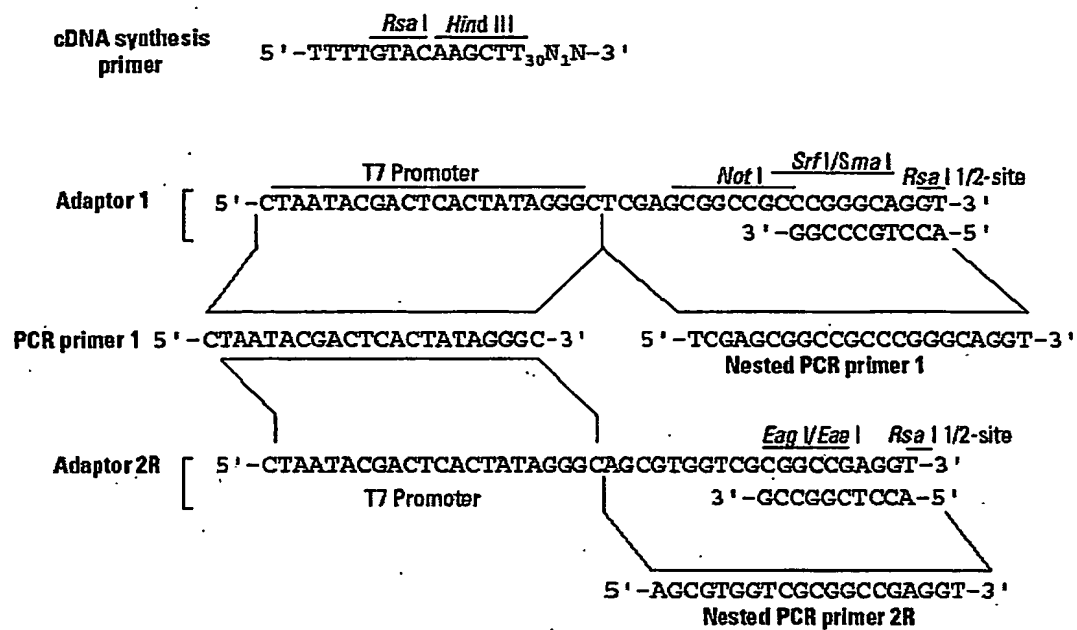 Rsa I Hind III
cDNA synthesis primer 5'-TTTTGTACAAGCTT30N1N-3'
T7 Promoter Not I Srf I/Sma I Rsa I 1/2-site
Adaptor 1 5'-CTAATACGACTCACTATAGGGCTCGAGCGGCCGCCCGGGCAGGT-3'
3'-GGCCCGTCCA-5'
PCR primer 1 5'-CTAATACGACTCACTATAGGGC-3' 5'-TCGAGCGGCCGCCCGGGCAGGT-3'
Nested PCR primer 1
Eag I/Eae I Rsa I 1/2-site
Adaptor 2R 5'-CTAATACGACTCACTATAGGGCAGCGTGGTCGCGGCCGAGGT-3'
T7 Promoter 3'-GCCGGCTCCA-5'
5'-AGCGTGGTCGCGGCCGAGGT-3'
Nested PCR primer 2R